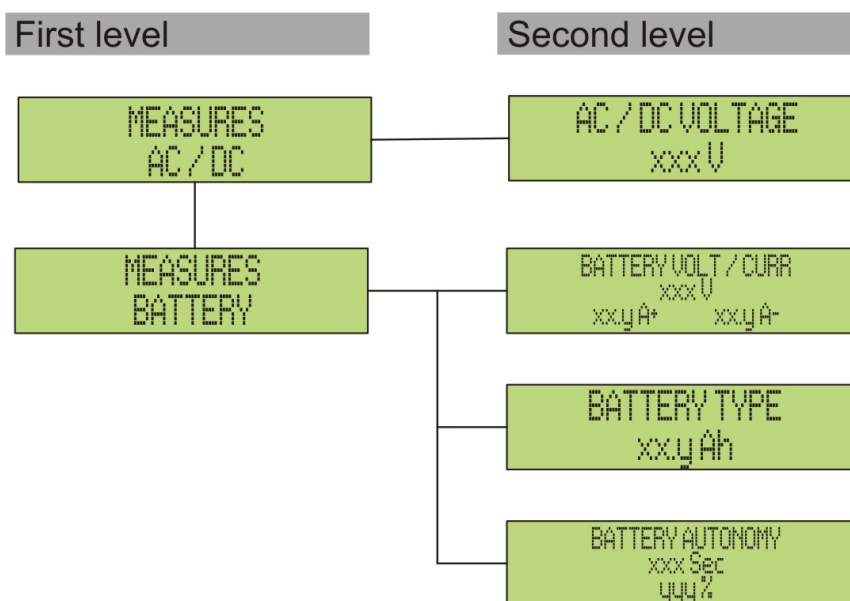 First level
Second level
MEASURES
AC / DC
AC / DC VOLTAGE
xxx V
MEASURES
BATTERY
BATTERY VOLT / CURR
xxx V
xx.y A+ xx.y A-
BATTERY TYPE
xx.y Ah
BATTERY AUTONOMY
xxx Sec
yyy %